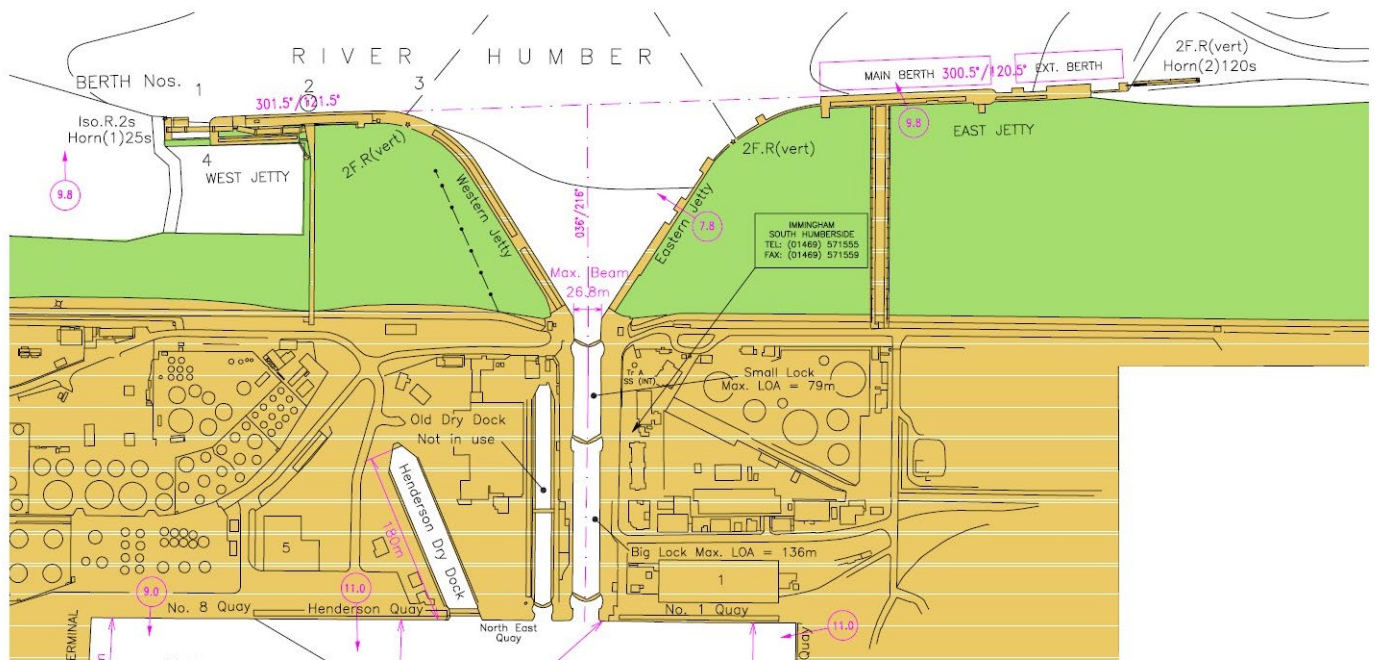 RIVER HUMBER
BERTH Nos.
1
2
3
301.5°/121.5°
MAIN BERTH 300.5°/120.5°
EXT. BERTH
2F.R(vert)
Horn(2)120s
Iso.R.2s
Horn(1)25s
4
WEST JETTY
9.8
2F.R(vert)
Western Jetty
036°/216°
Eastern Jetty
7.8
2F.R(vert)
9.8
EAST JETTY
IMMINGHAM
SOUTH HUMBERSIDE
TEL: (01469) 571555
FAX: (01469) 571559
Max. Beam
26.8m
Tr A
SS (INT)
Small Lock
Max. LOA = 79m
Old Dry Dock
Not in use
Henderson Dry Dock
180m
5
Big Lock Max. LOA = 136m
1
9.0
11.0
No. 8 Quay
Henderson Quay
North East
Quay
No. 1 Quay
11.0
Quay
ERMINAL